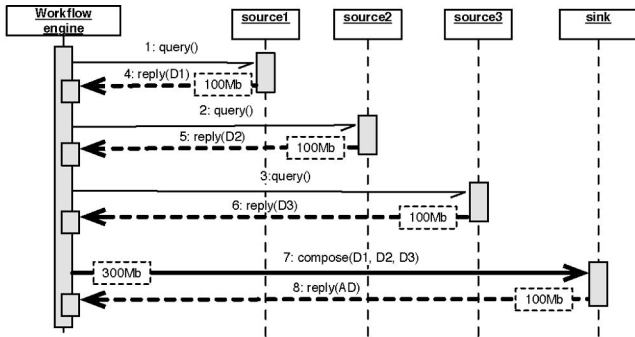 Workflow
engine
source1
source2
source3
sink
1: query()
4: reply(D1)
100Mb
2: query()
5: reply(D2)
100Mb
3:query()
6: reply(D3)
100Mb
7: compose(D1, D2, D3)
300Mb
8: reply(AD)
100Mb